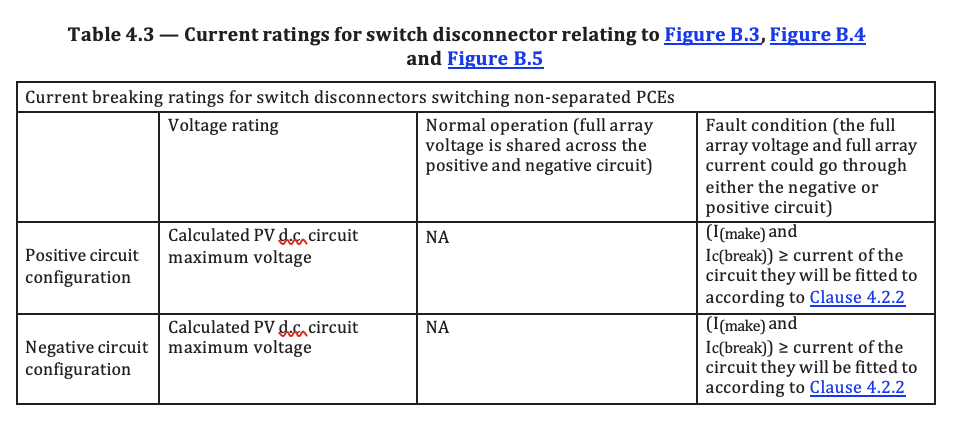 Table 4.3 — Current ratings for switch disconnector relating to Figure B.3, Figure B.4
and Figure B.5
Current breaking ratings for switch disconnectors switching non-separated PCEs
Voltage rating
Normal operation (full array
voltage is shared across the
positive and negative circuit)
Fault condition (the full
array voltage and full array
current could go through
either the negative or
positive circuit)
Positive circuit
configuration
Calculated PV d.c. circuit
maximum voltage
NA
(I(make) and
Ic(break)) ≥ current of the
circuit they will be fitted to
according to Clause 4.2.2
Negative circuit
configuration
Calculated PV d.c. circuit
maximum voltage
NA
(I(make) and
Ic(break)) ≥ current of the
circuit they will be fitted to
according to Clause 4.2.2